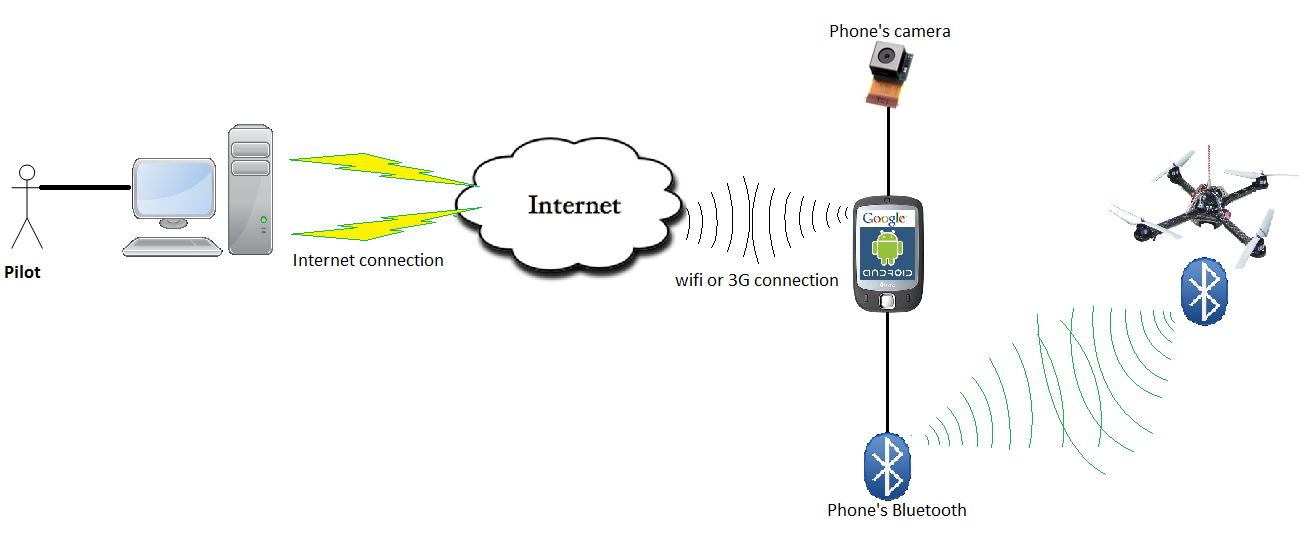 Phone's camera
Pilot
Internet connection
Internet
wifi or 3G connection
Google
ANDROID
Phone's Bluetooth